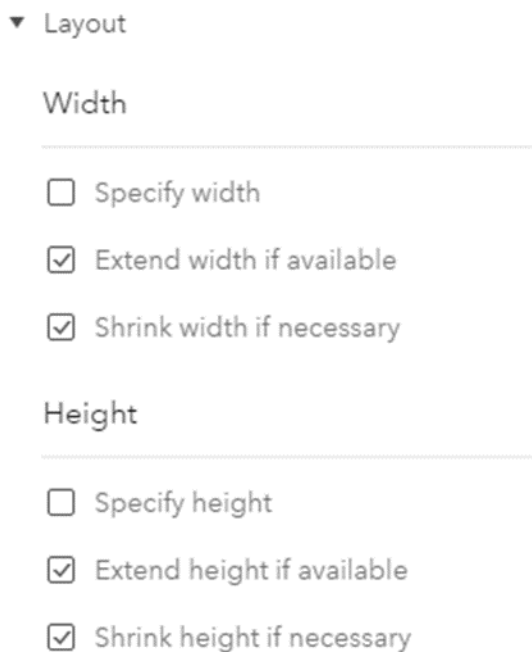 Layout
Width
Specify width
Extend width if available
Shrink width if necessary
Height
Specify height
Extend height if available
Shrink height if necessary